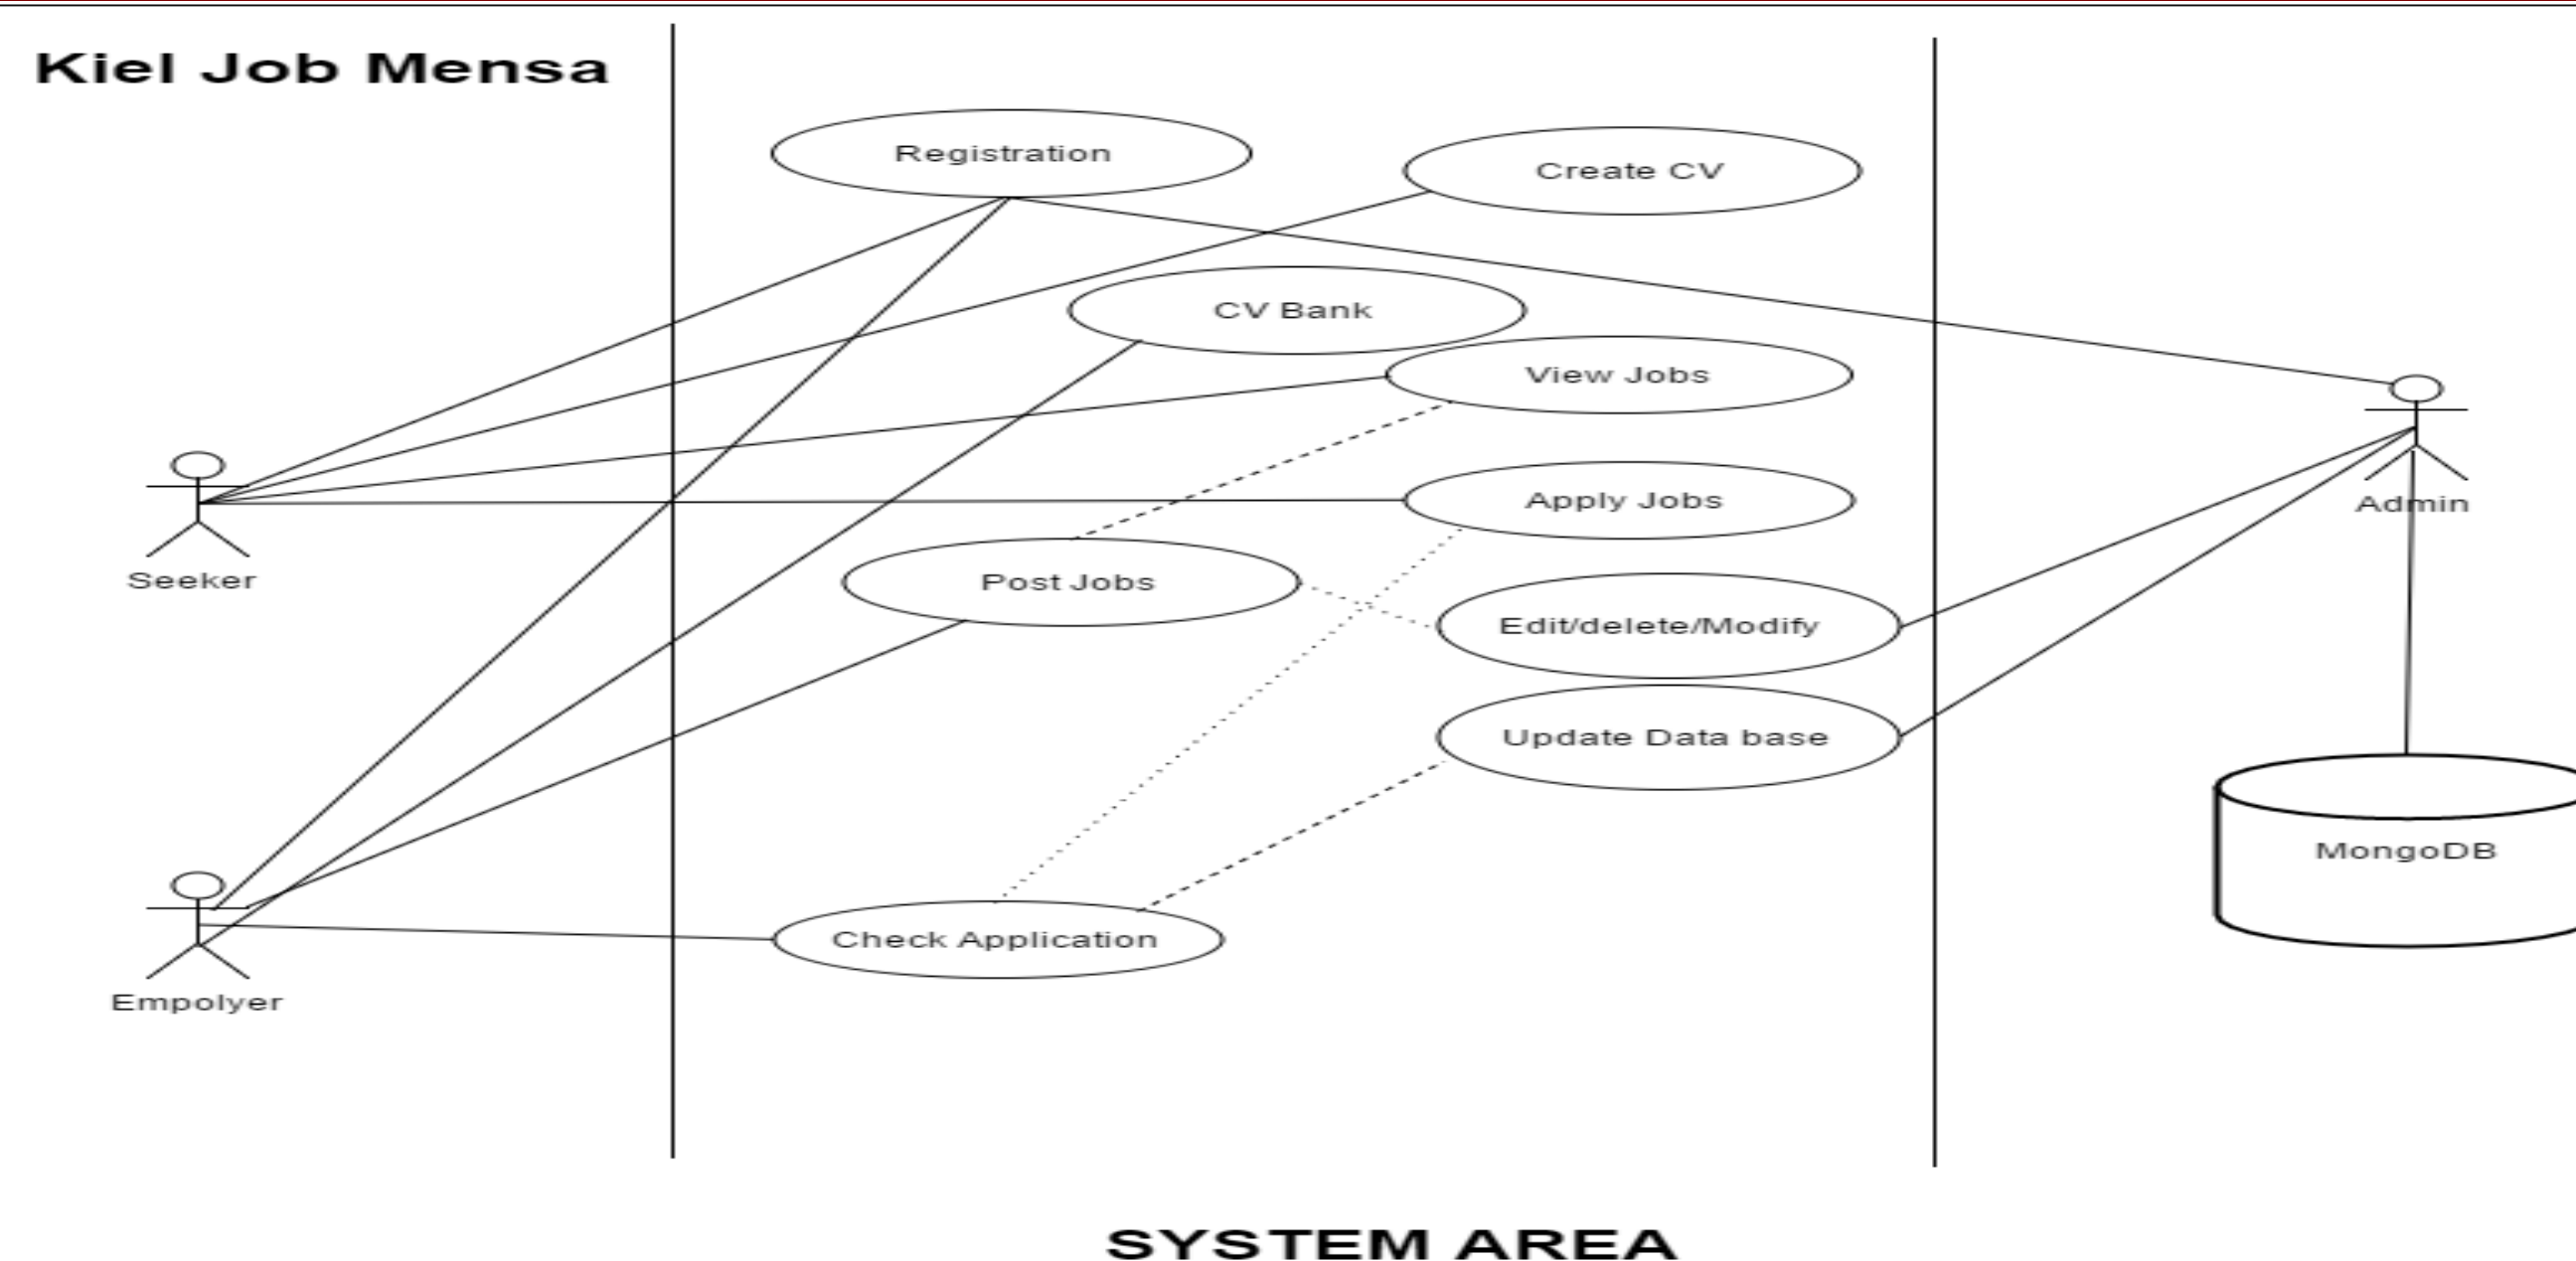 Kiel Job Mensa
Registration
Create CV
CV Bank
View Jobs
Seeker
Apply Jobs
Admin
Post Jobs
Edit/delete/Modify
Update Data base
MongoDB
Empolyer
Check Application
SYSTEM AREA